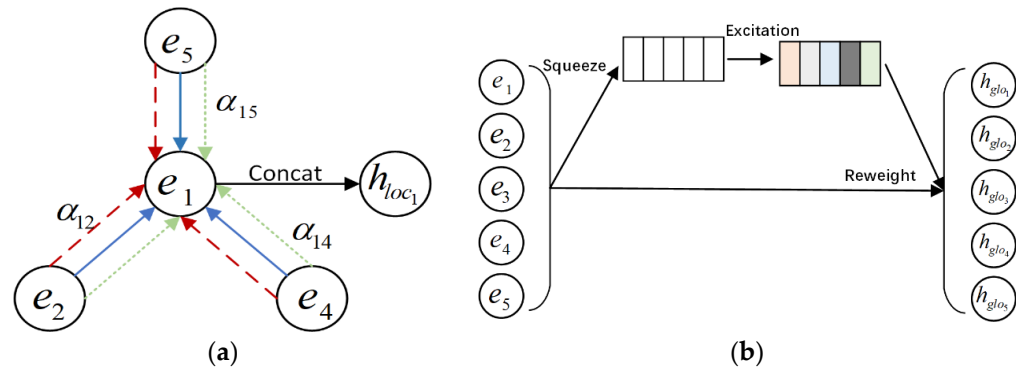 e5
α15
e1
Concat
hloc1
α12
α14
e2
e4
(a)
Excitation
Squeeze
e1
e2
e3
e4
e5
Reweight
hglo1
hglo2
hglo3
hglo4
hglo5
(b)